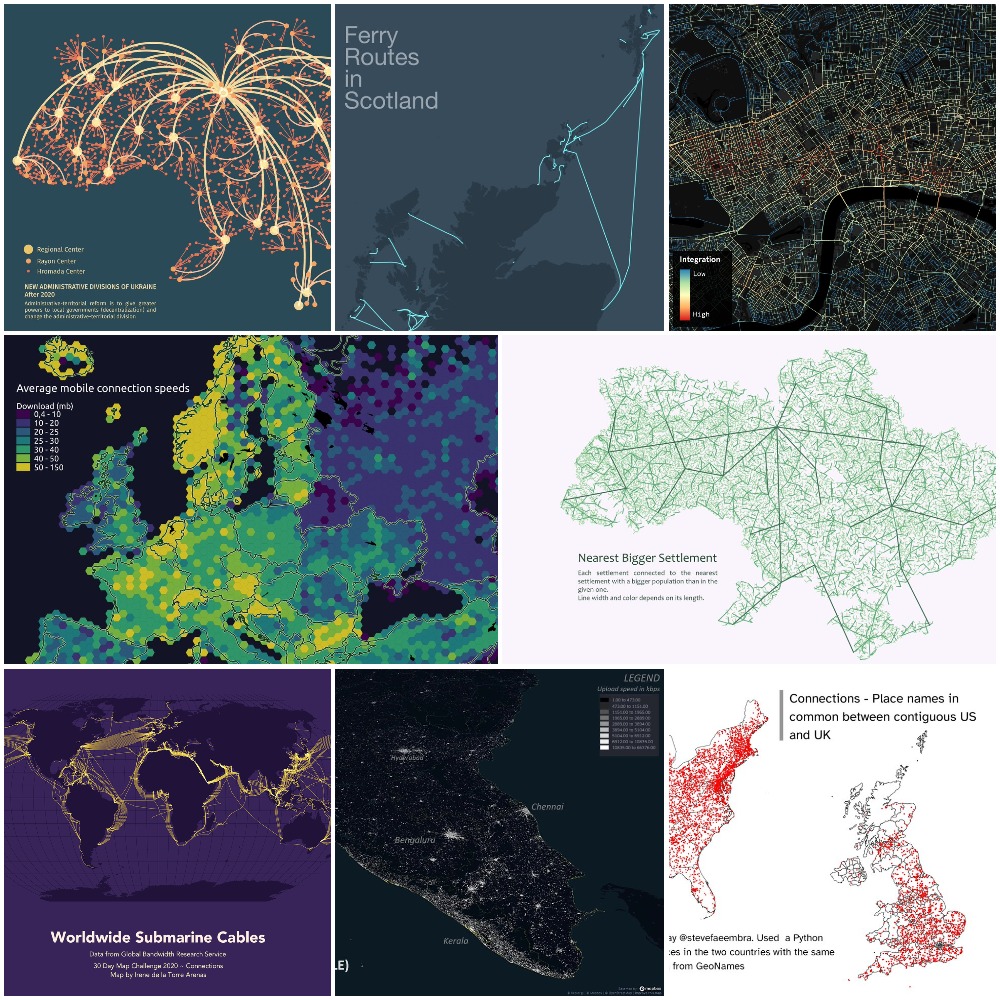 Regional Center
Rayon Center
Hromada Center
NEW ADMINISTRATIVE DIVISIONS OF UKRAINE
After 2020
Administrative-territorial reform is to give greater
powers to local governments (decentralization) and
change the administrative-territorial division
Ferry
Routes
in
Scotland
Integration
Low
High
Average mobile connection speeds
Download (mb)
0,4 - 10
10 - 20
20 - 25
25 - 30
30 - 40
40 - 50
50 - 150
Nearest Bigger Settlement
Each settlement connected to the nearest
settlement with a bigger population than in the
given one.
Line width and color depends on its length.
Worldwide Submarine Cables
Data from Global Bandwidth Research Service
30 Day Map Challenge 2020 - Connections
Map by Irene de la Torre Arenas
LEGEND
Upload speed in kbps
Hyderabad
Chennai
Bengaluru
Kerala
LE)
mapbox
Connections - Place names in
common between contiguous US
and UK
ay @stevefaeembra. Used a Python
es in the two countries with the same
from GeoNames